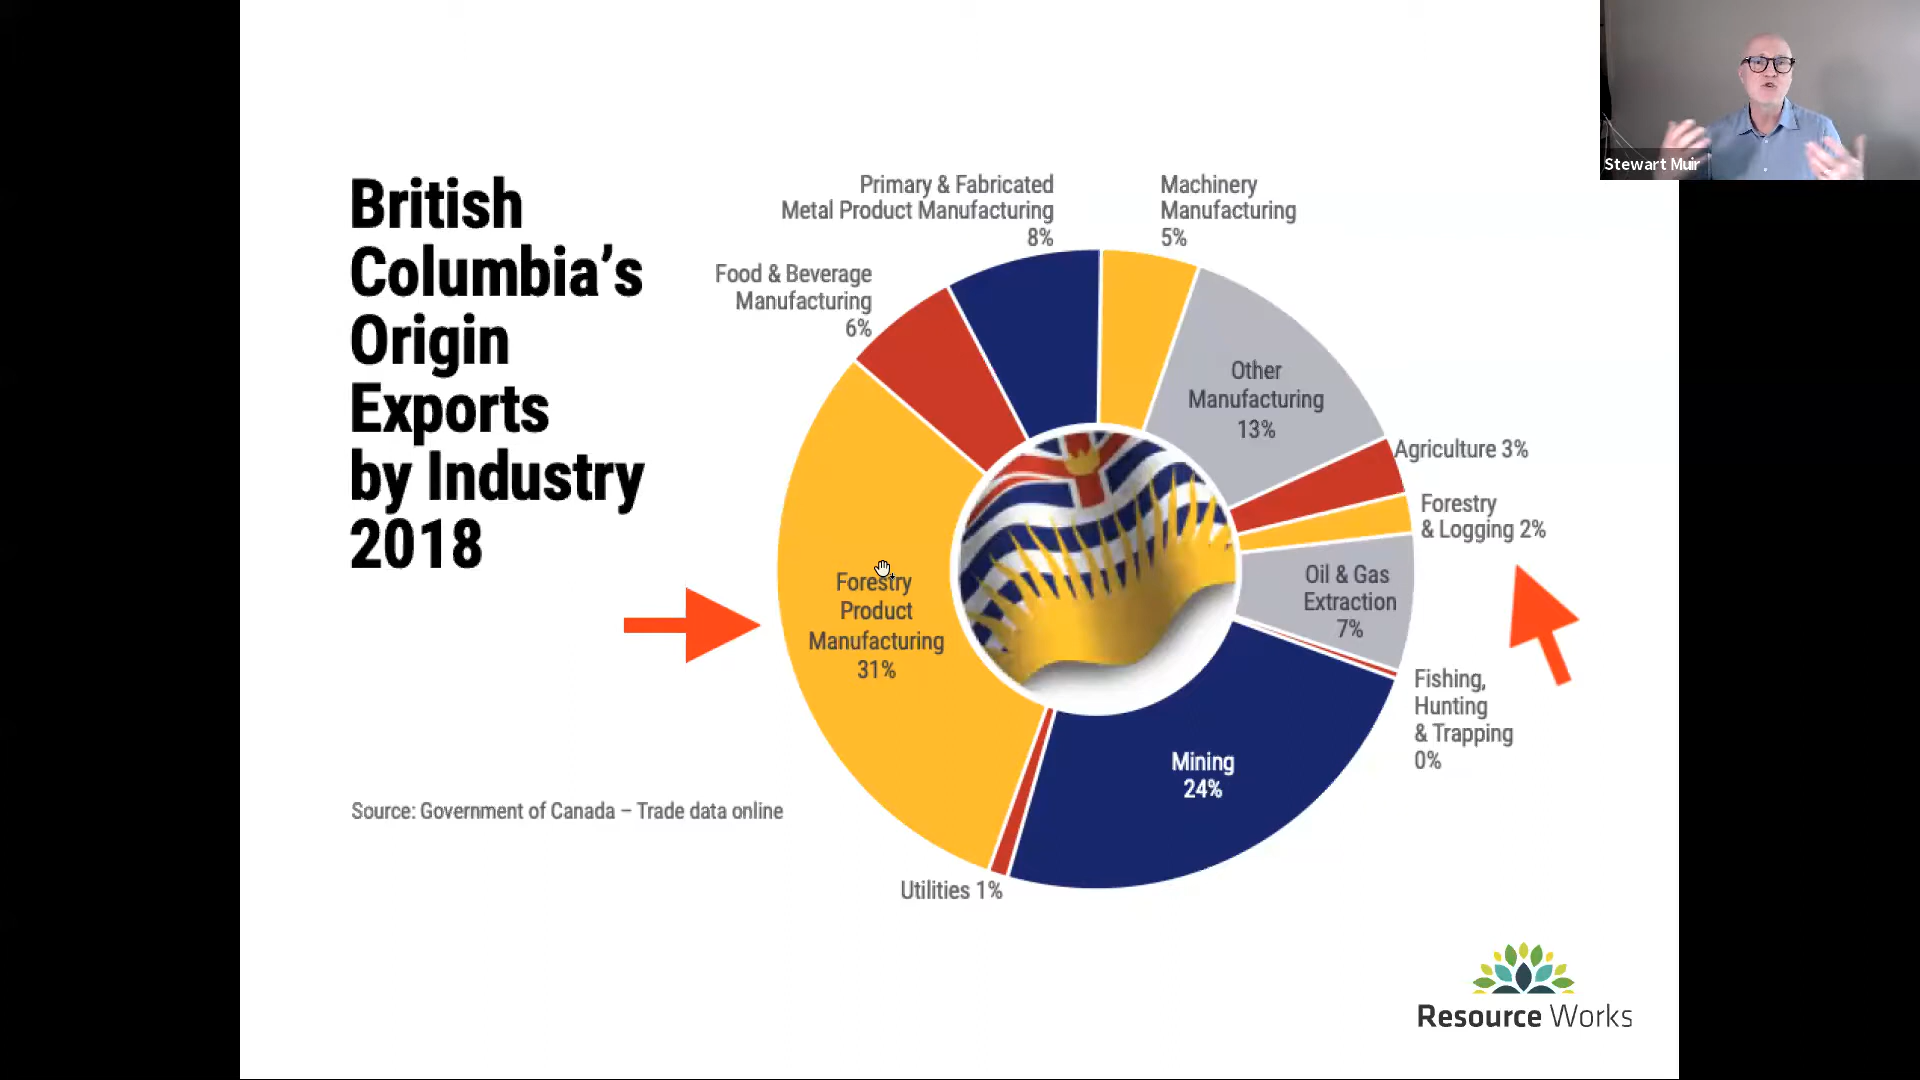 Stewart Muir
British
Columbia’s
Origin
Exports
by Industry
2018
Primary & Fabricated
Metal Product Manufacturing
8%
Machinery
Manufacturing
5%
Food & Beverage
Manufacturing
6%
Other
Manufacturing
13%
Agriculture 3%
Forestry
& Logging 2%
Oil & Gas
Extraction
7%
Forestry
Product
Manufacturing
31%
Fishing,
Hunting
& Trapping
0%
Mining
24%
Utilities 1%
Source: Government of Canada – Trade data online
Resource Works